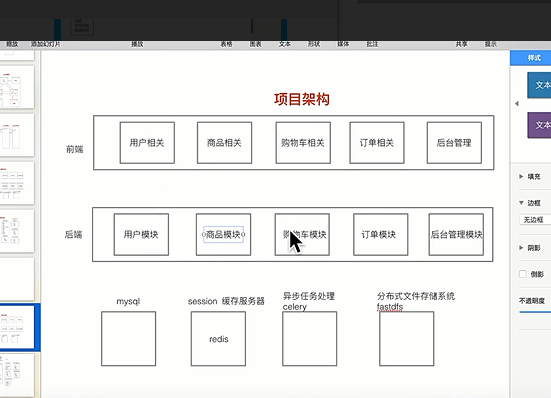 缩放 添加幻灯片 播放 表格 图表 文本 形状 媒体 批注 共享 提示
样式
文本
文本
项目架构
前端
用户相关 商品相关 购物车相关 订单相关 后台管理
填充
边框
无边框
后端
用户模块 商品模块 购物车模块 订单模块 后台管理模块
阴影
倒影
不透明度
mysql
session 缓存服务器
异步任务处理
celery
分布式文件存储系统
fastdfs
redis